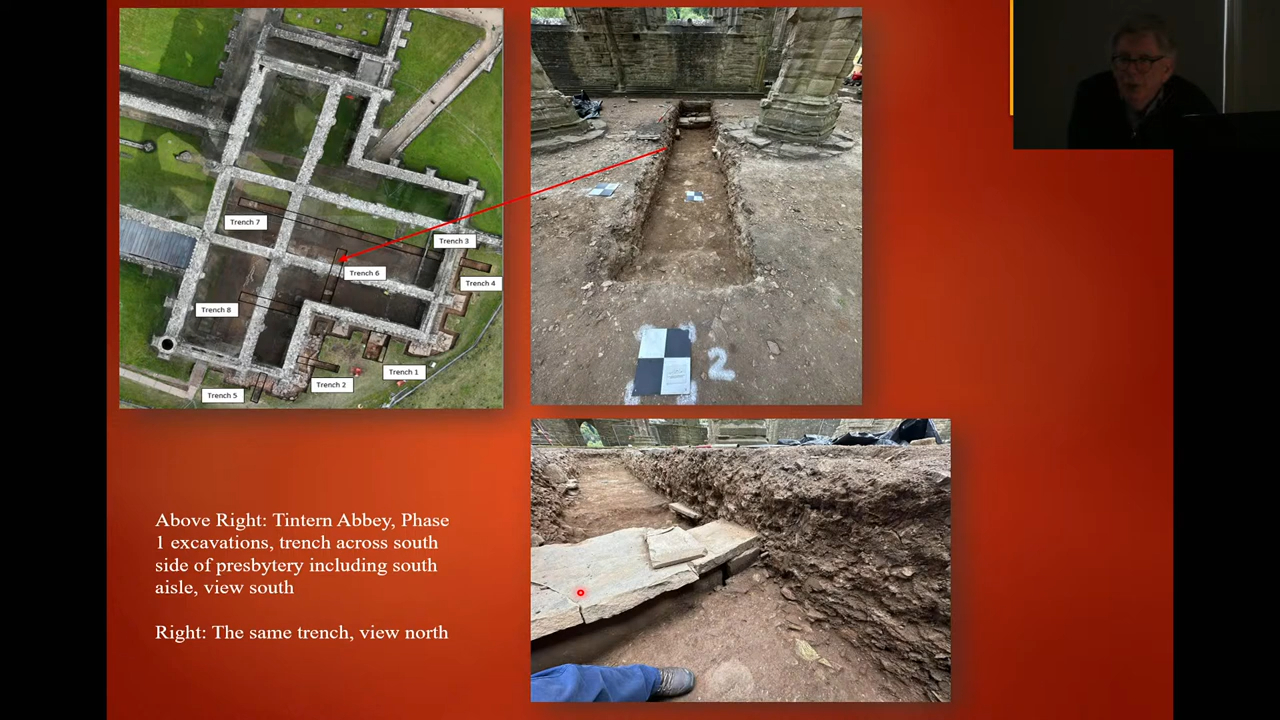 Trench 7
Trench 3
Trench 6
Trench 4
Trench 8
Trench 1
Trench 2
Trench 5
2
Above Right: Tintern Abbey, Phase
1 excavations, trench across south
side of presbytery including south
aisle, view south
Right: The same trench, view north